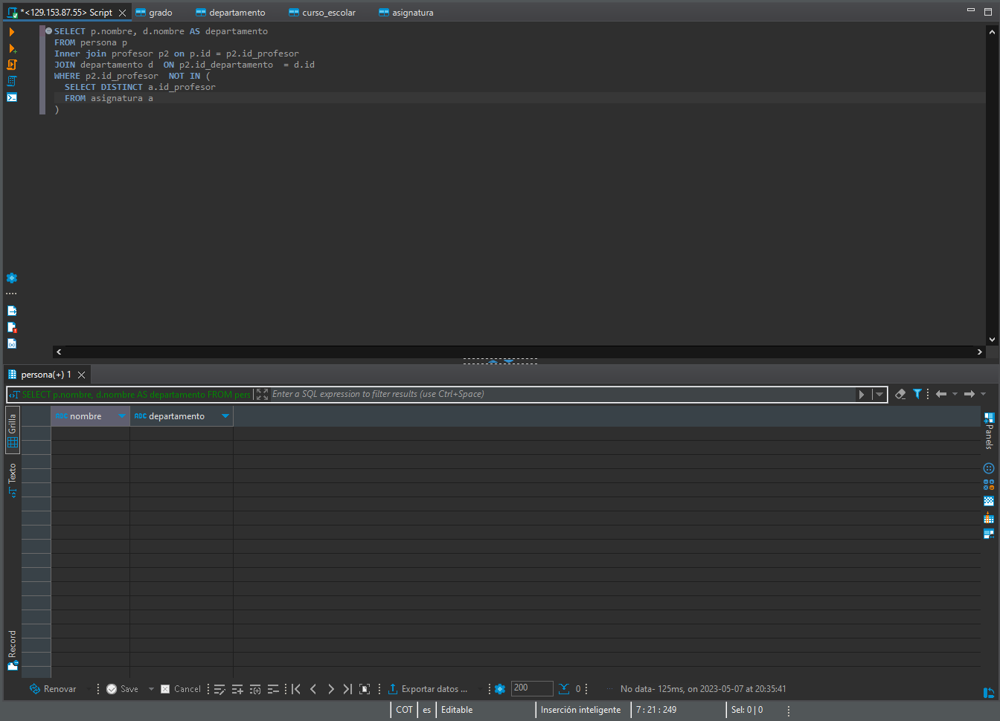 *<129.153.87.55> Script
grado
departamento
curso_escolar
asignatura
SELECT p.nombre, d.nombre AS departamento
FROM persona p
Inner join profesor p2 on p.id = p2.id_profesor
JOIN departamento d  ON p2.id_departamento  = d.id
WHERE p2.id_profesor  NOT IN (
SELECT DISTINCT a.id_profesor
FROM asignatura a
)
persona(+) 1
SELECT p.nombre, d.nombre AS departamento FROM pers
Enter a SQL expression to filter results (use Ctrl+Space)
Grilla
Texto
Record
ABC nombre
ABC departamento
Panels
Renovar
Save
Cancel
Exportar datos ...
200
0
No data- 125ms, on 2023-05-07 at 20:35:41
COT
es
Editable
Inserción inteligente
7 : 21 : 249
Sel: 0 | 0